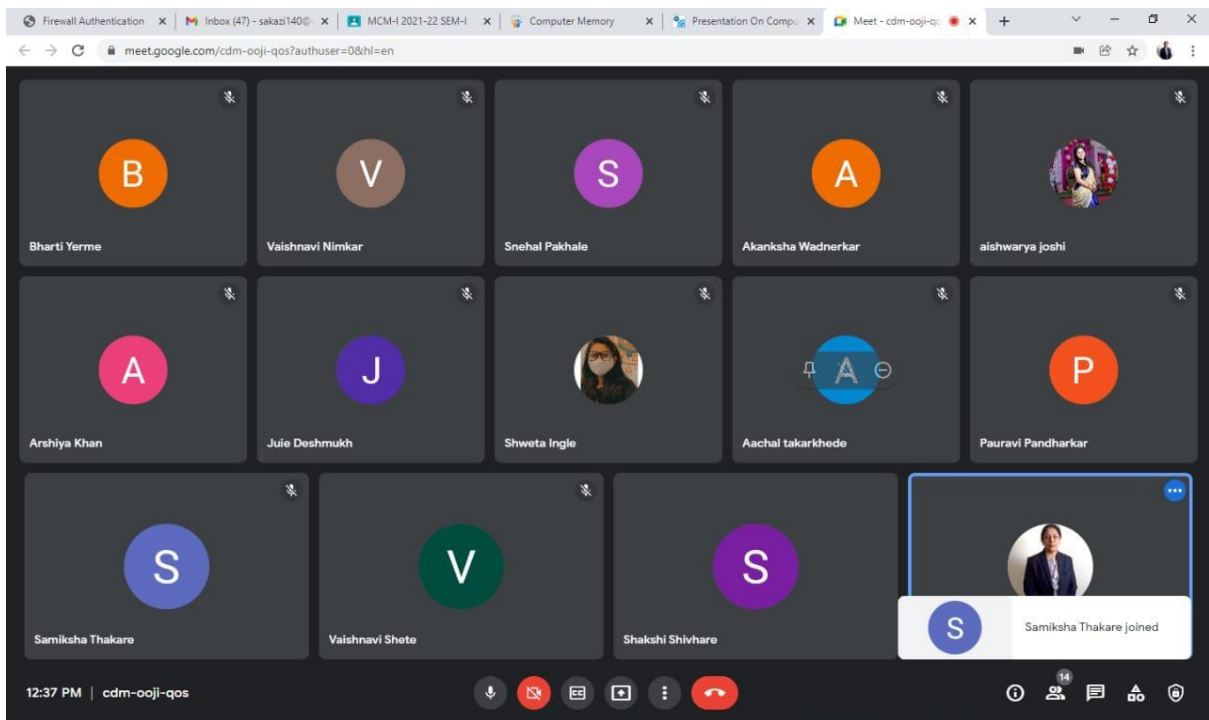 Firewall Authentication
Inbox (47) - sakazi140@
MCM-I 2021-22 SEM-I
Computer Memory
Presentation On Compu
Meet - cdm-ooji-qo
meet.google.com/cdm-ooji-qos?authuser=0&hl=en
B
V
S
A
Bharti Yerme
Vaishnavi Nimkar
Snehal Pakhale
Akanksha Wadnerkar
aishwarya joshi
A
J
A
P
Arshiya Khan
Juie Deshmukh
Shweta Ingle
Aachal takarkhede
Pauravi Pandharkar
S
V
S
Samiksha Thakare
Vaishnavi Shete
Shakshi Shivhare
S
Samiksha Thakare joined
12:37 PM | cdm-ooji-qos
CC
14